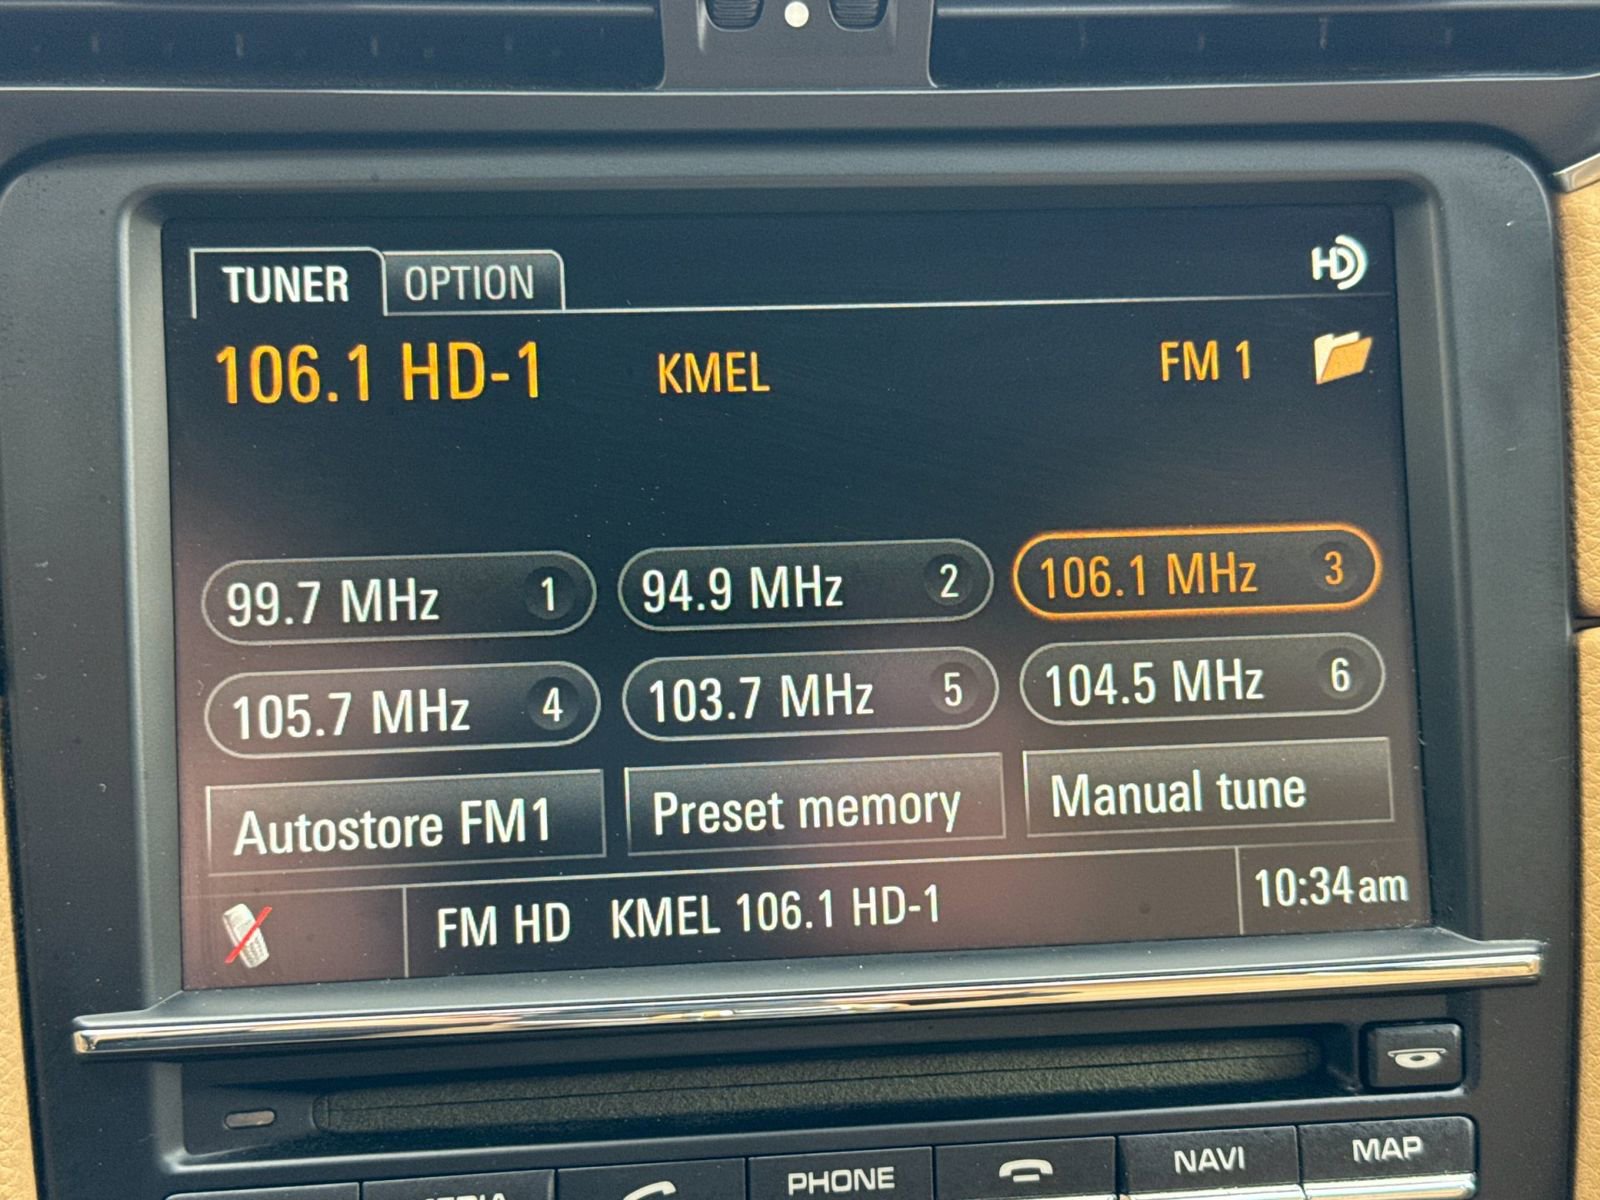 TUNER OPTION HD
106.1 HD-1 KMEL FM 1
99.7 MHz 1 94.9 MHz 2 106.1 MHz 3
105.7 MHz 4 103.7 MHz 5 104.5 MHz 6
Autostore FM1 Preset memory Manual tune
FM HD KMEL 106.1 HD-1 10:34am
PHONE NAVI MAP